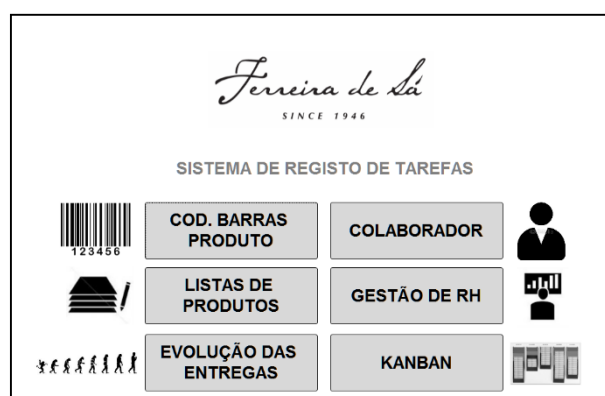 Ferreira de Sá
SINCE 1946
SISTEMA DE REGISTO DE TAREFAS
123456
COD. BARRAS
PRODUTO
COLABORADOR
LISTAS DE
PRODUTOS
GESTÃO DE RH
EVOLUÇÃO DAS
ENTREGAS
KANBAN